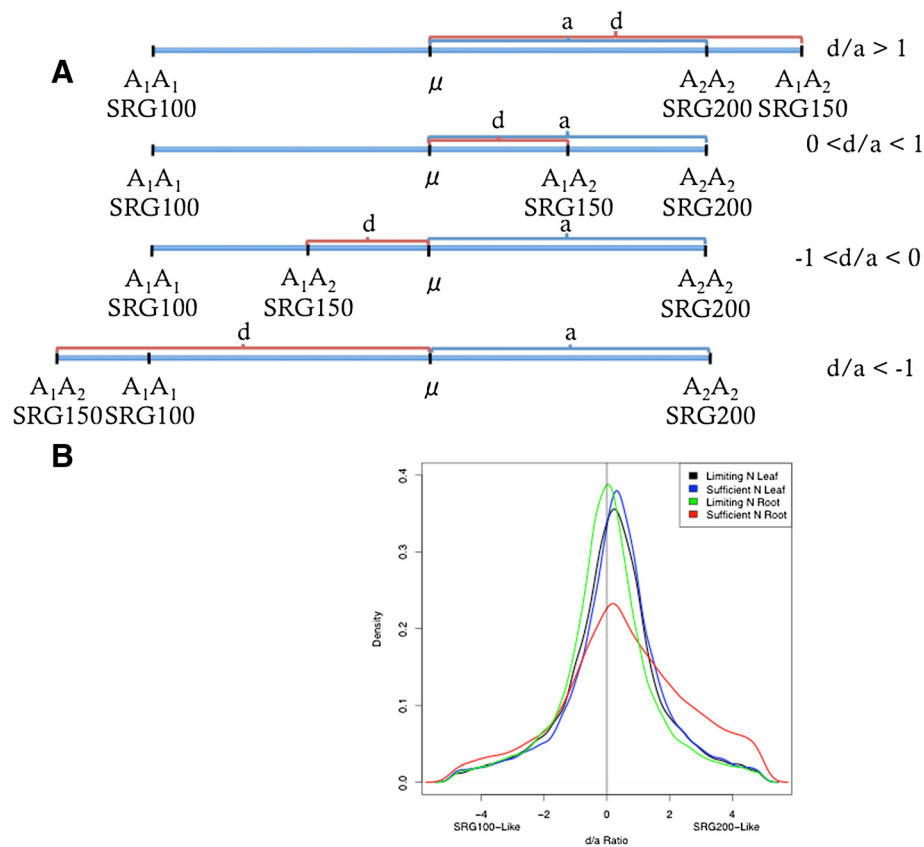 A
a d
d/a > 1
A₁A₁ μ A₂A₂ A₁A₂
SRG100 SRG200 SRG150
d a
0 <d/a < 1
A₁A₁ μ A₁A₂ A₂A₂
SRG100 SRG150 SRG200
d a
-1 <d/a < 0
A₁A₁ A₁A₂ μ A₂A₂
SRG100 SRG150 SRG200
d a
d/a < -1
A₁A₂ A₁A₁ μ A₂A₂
SRG150 SRG100 SRG200
B
Limiting N Leaf
Sufficient N Leaf
Limiting N Root
Sufficient N Root
0.4
0.3
0.2
0.1
0.0
Density
−4 −2 0 2 4
SRG100−Like SRG200−Like
d/a Ratio